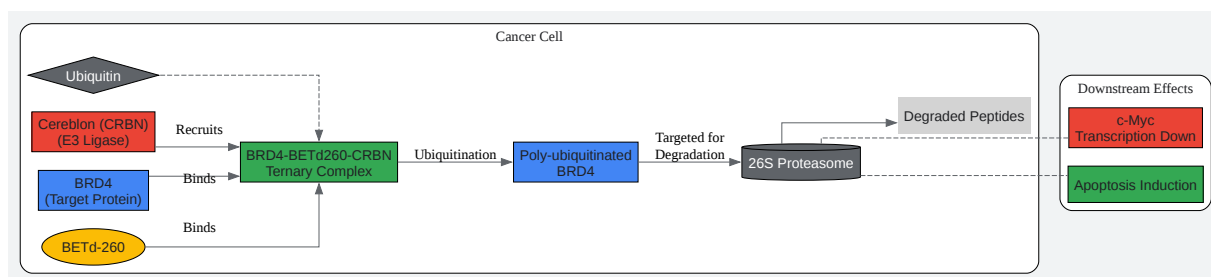 Cancer Cell
Ubiquitin
Cereblon (CRBN)
(E3 Ligase)
Recruits
BRD4
(Target Protein)
Binds
BETd-260
Binds
BRD4-BETd260-CRBN
Ternary Complex
Ubiquitination
Poly-ubiquitinated
BRD4
Targeted for
Degradation
26S Proteasome
Degraded Peptides
Downstream Effects
c-Myc
Transcription Down
Apoptosis Induction